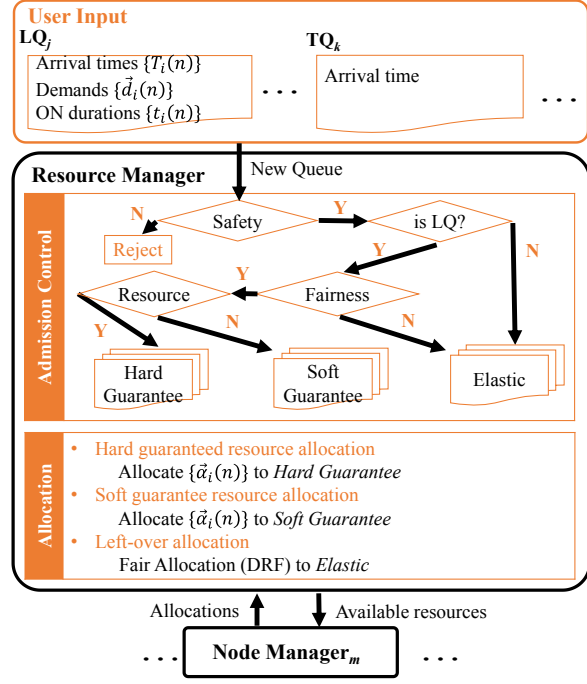 User Input
LQj
TQk
Arrival times {Ti(n)}
Demands {d⃗i(n)}
ON durations {ti(n)}
Arrival time
...
...
New Queue
Resource Manager
Admission Control
N
Safety
Y
is LQ?
Reject
Y
N
Resource
Y
Fairness
Y
N
N
Hard
Guarantee
Soft
Guarantee
Elastic
Allocation
• Hard guaranteed resource allocation
Allocate {α⃗i(n)} to Hard Guarantee
• Soft guarantee resource allocation
Allocate {α⃗i(n)} to Soft Guarantee
• Left-over allocation
Fair Allocation (DRF) to Elastic
Allocations
Available resources
... Node Managerm ...